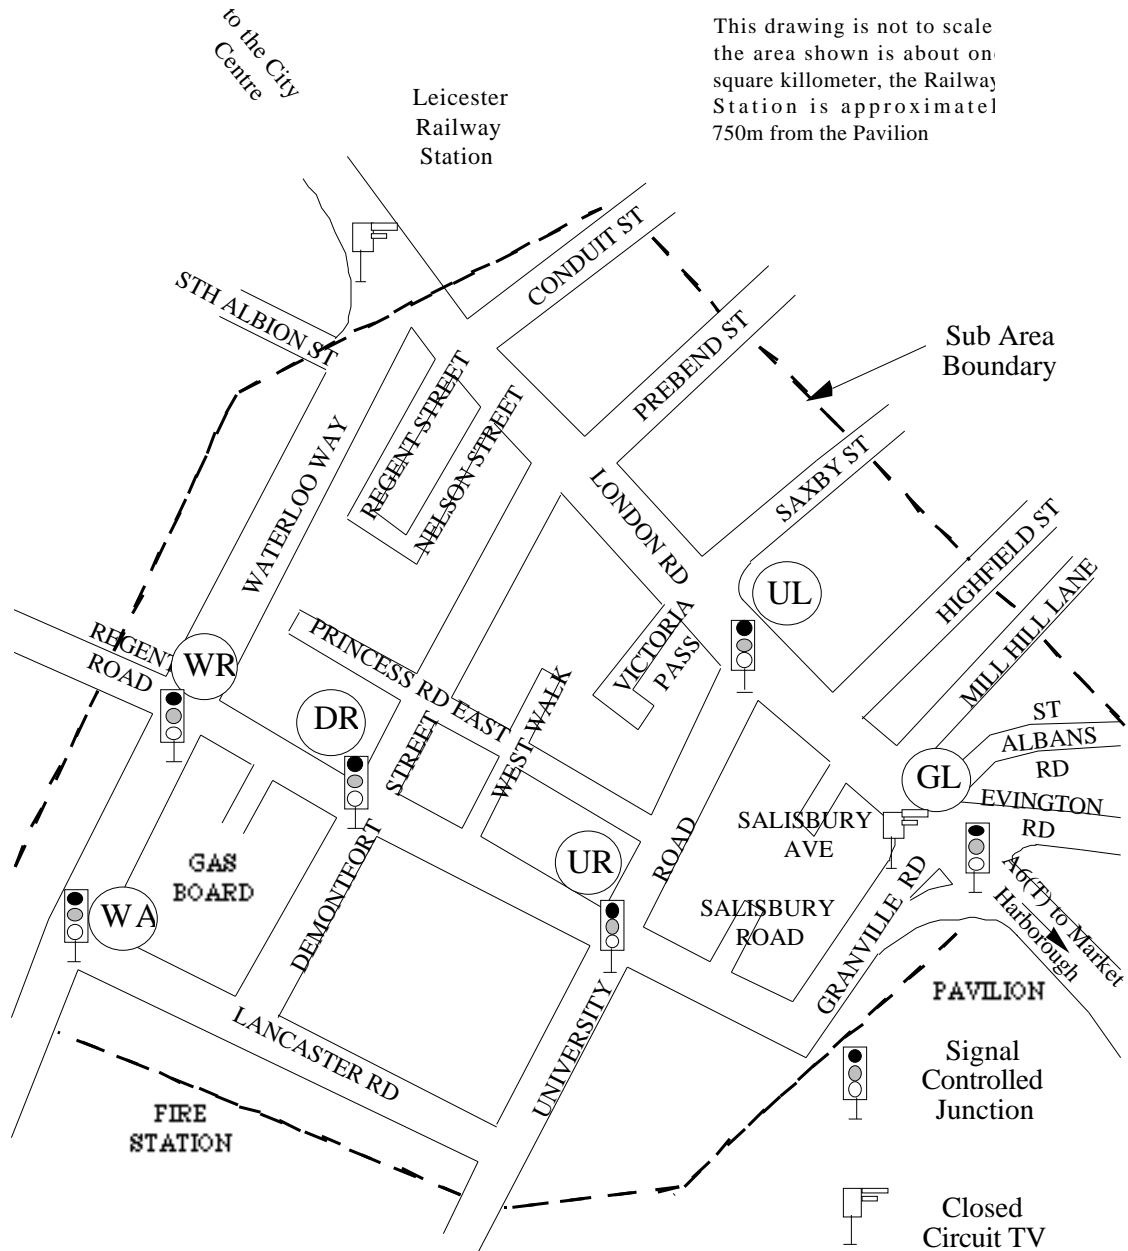 to the City
Centre
Leicester
Railway
Station
This drawing is not to scale
the area shown is about on
square killometer, the Railway
Station is approximatel
750m from the Pavilion
CONDUIT ST
STH ALBION ST
PREBEND ST
Sub Area
Boundary
REGENT STREET
NELSON STREET
WATERLOO WAY
LONDON RD
SAXBY ST
HIGHFIELD ST
MILL HILL LANE
UL
VICTORIA
PASS
REGENT
ROAD
WR
PRINCESS RD EAST
DR
STREET
WEST WALK
ST
ALBANS
RD
GL
EVINGTON
RD
SALISBURY
AVE
ROAD
UR
GAS
BOARD
WA
DEMONTFORT
SALISBURY
ROAD
GRANVILLE RD
A6(T) to Market
Harborough
PAVILION
UNIVERSITY
LANCASTER RD
FIRE
STATION
Signal
Controlled
Junction
Closed
Circuit TV